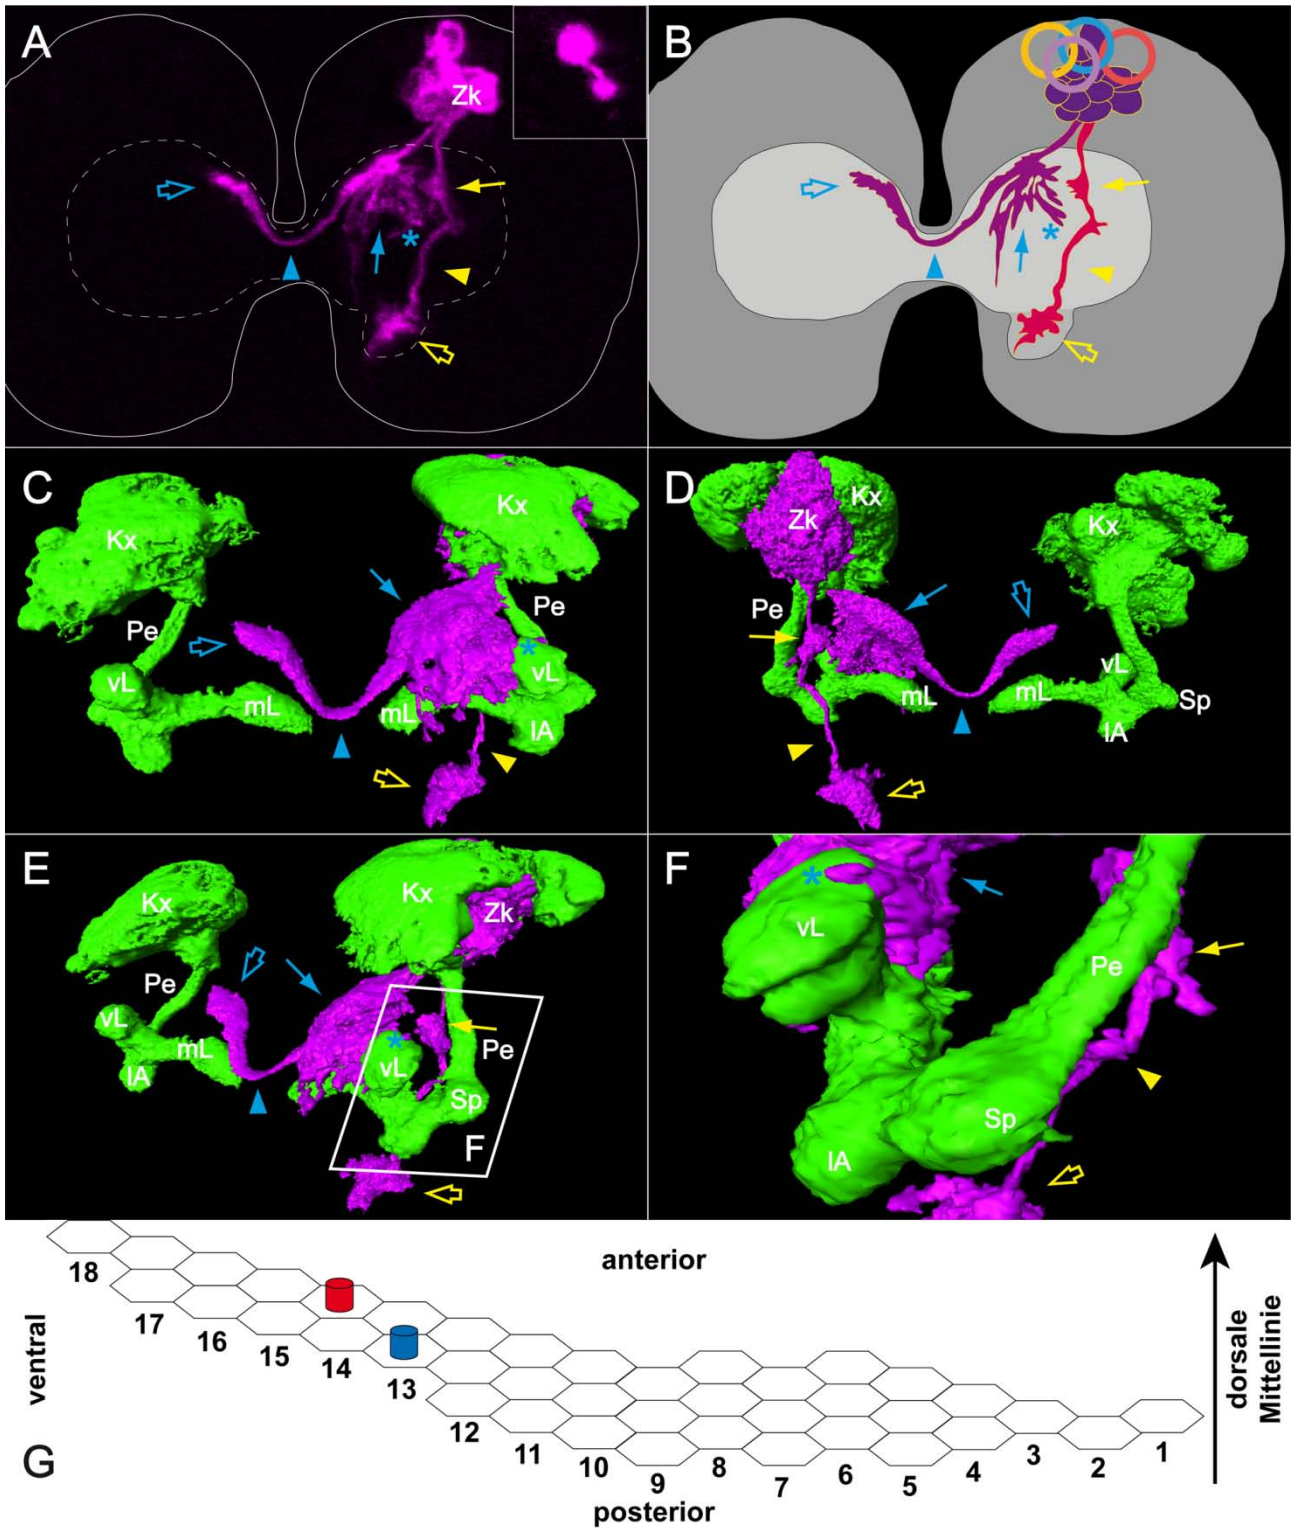 A
Zk
B
*
*
C
Kx
Kx
Pe
Pe
*
vL
vL
mL
mL
lA
D
Zk
Kx
Kx
Pe
vL
mL
mL
Sp
lA
E
Kx
Kx
Zk
Pe
vL
*
vL
Pe
mL
lA
Sp
F
F
*
vL
Pe
Sp
lA
G
anterior
ventral
dorsale
Mittellinie
18
17
16
15
14
13
12
11
10
9
8
7
6
5
4
3
2
1
posterior